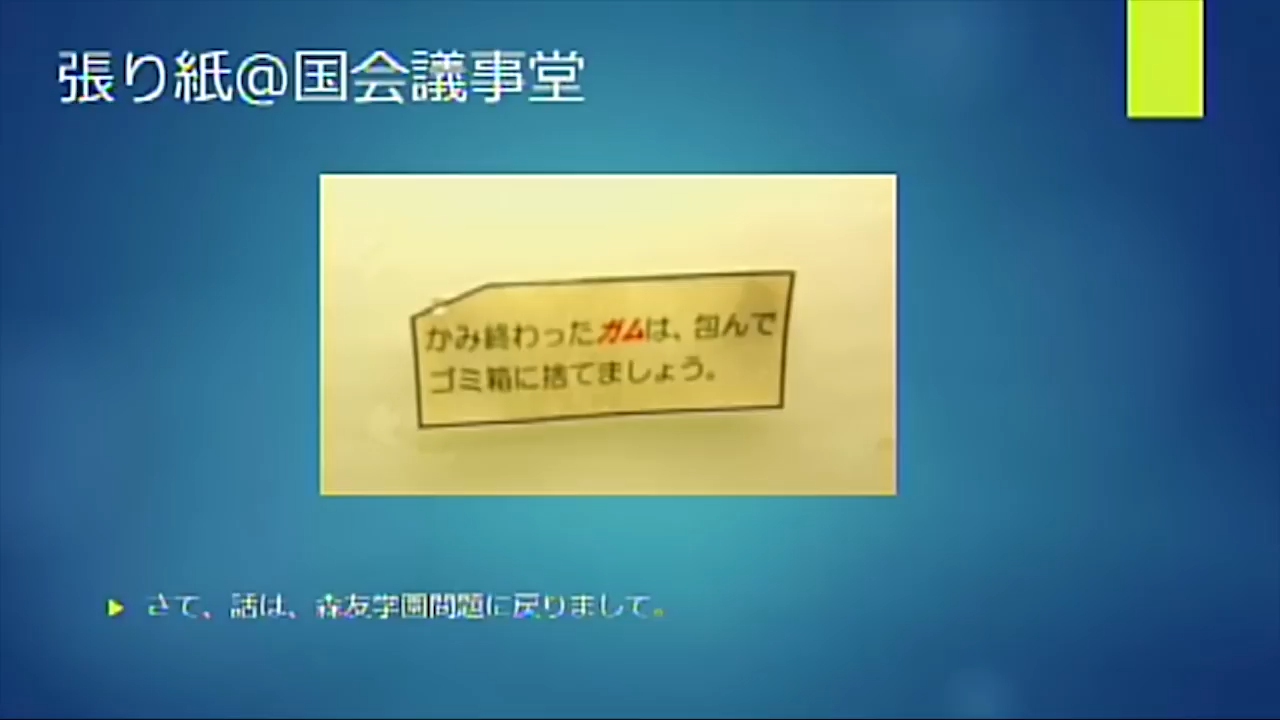 張り紙@国会議事堂
かみ終わったガムは、包んで
ゴミ箱に捨てましょう。
さて、話は、森友学園問題に戻りまして。